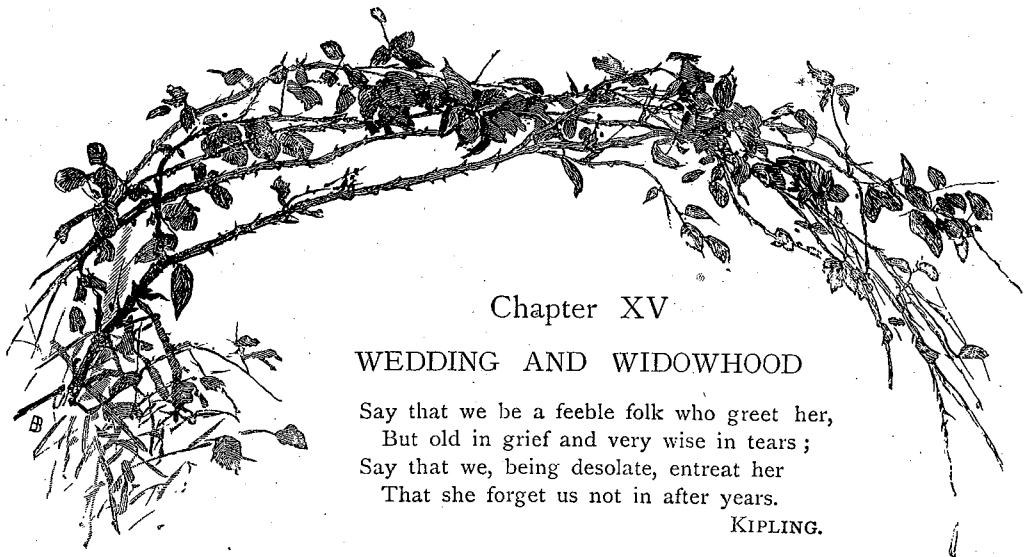 Chapter XV
WEDDING AND WIDOWHOOD
Say that we be a feeble folk who greet her,
But old in grief and very wise in tears ;
Say that we, being desolate, entreat her
That she forget us not in after years.
KIPLING.